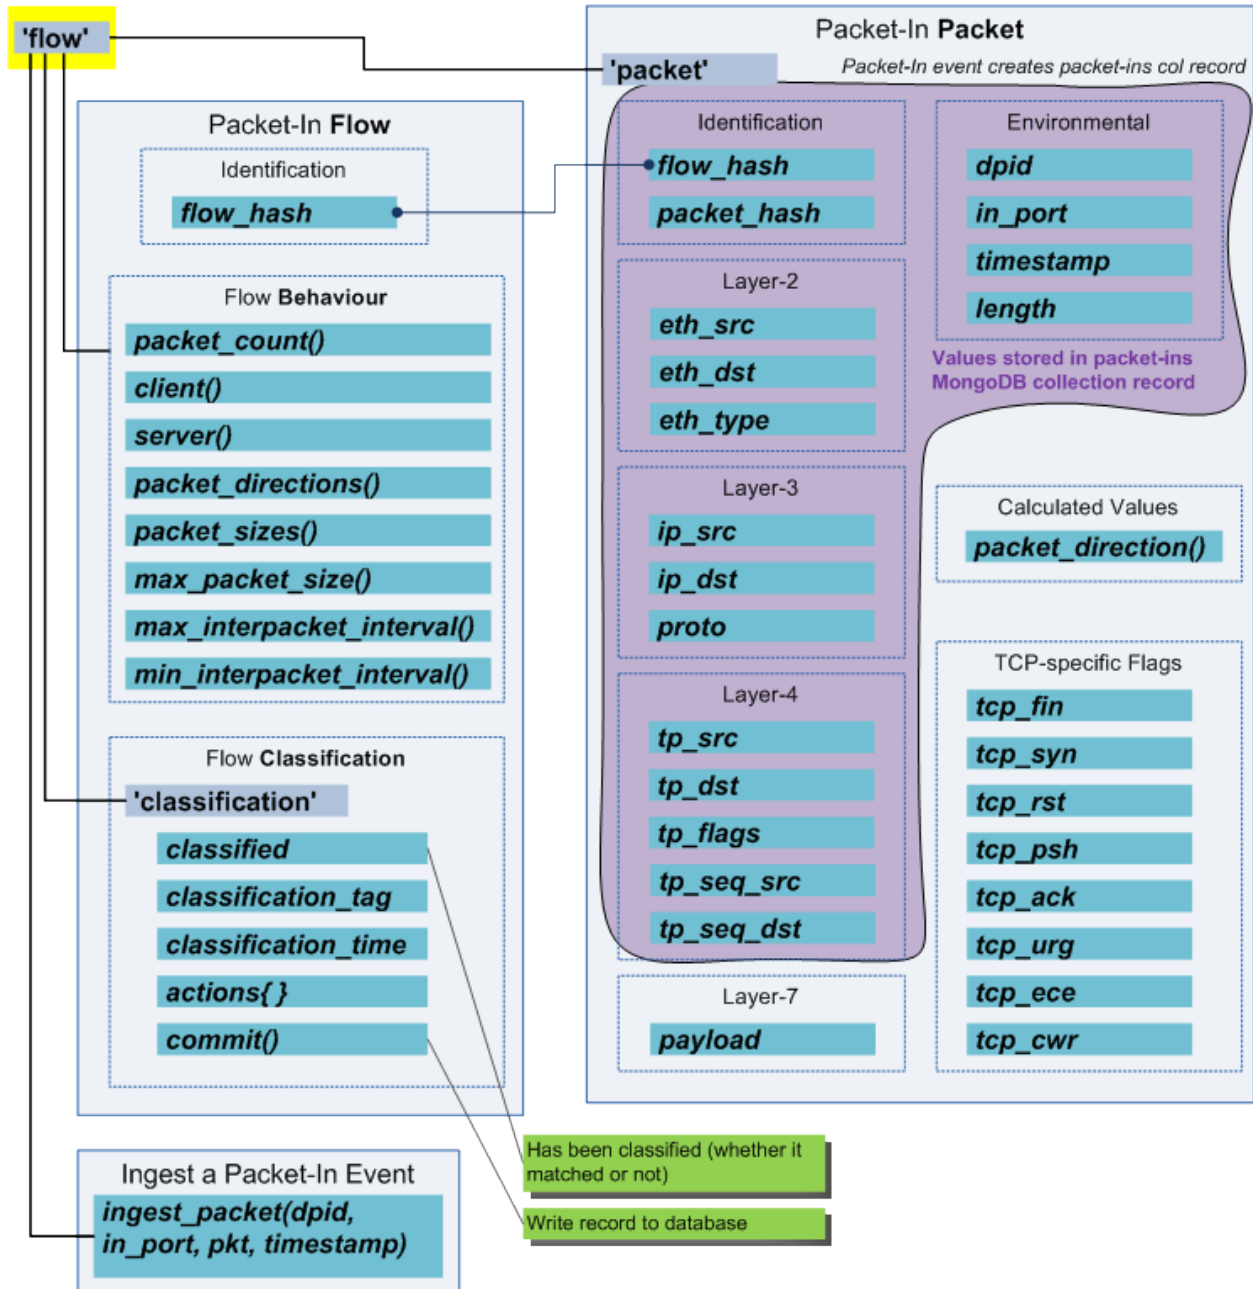 'flow'
Packet-In Flow
Identification
flow_hash
Flow Behaviour
packet_count()
client()
server()
packet_directions()
packet_sizes()
max_packet_size()
max_interpacket_interval()
min_interpacket_interval()
Flow Classification
'classification'
classified
classification_tag
classification_time
actions{ }
commit()
Ingest a Packet-In Event
ingest_packet(dpid,
in_port, pkt, timestamp)
Packet-In Packet
'packet'
Packet-In event creates packet-ins col record
Identification
flow_hash
packet_hash
Layer-2
eth_src
eth_dst
eth_type
Layer-3
ip_src
ip_dst
proto
Layer-4
tp_src
tp_dst
tp_flags
tp_seq_src
tp_seq_dst
Layer-7
payload
Environmental
dpid
in_port
timestamp
length
Values stored in packet-ins
MongoDB collection record
Calculated Values
packet_direction()
TCP-specific Flags
tcp_fin
tcp_syn
tcp_rst
tcp_psh
tcp_ack
tcp_urg
tcp_ece
tcp_cwr
Has been classified (whether it
matched or not)
Write record to database